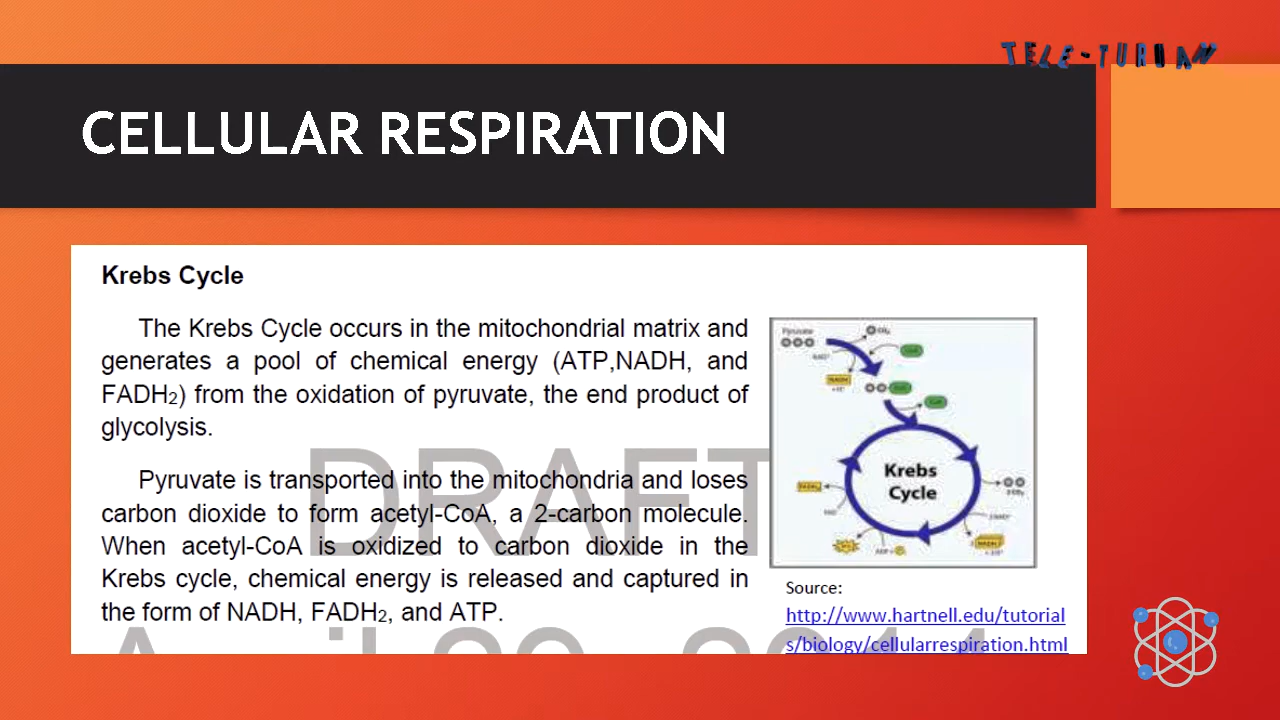 TELE-TURUAN
CELLULAR RESPIRATION
Krebs Cycle
The Krebs Cycle occurs in the mitochondrial matrix and
generates a pool of chemical energy (ATP,NADH, and
FADH2) from the oxidation of pyruvate, the end product of
glycolysis.
Pyruvate is transported into the mitochondria and loses
carbon dioxide to form acetyl-CoA, a 2-carbon molecule.
When acetyl-CoA is oxidized to carbon dioxide in the
Krebs cycle, chemical energy is released and captured in
the form of NADH, FADH2, and ATP.
DRAFT
Pyruvate
Krebs
Cycle
Source:
http://www.hartnell.edu/tutorial
s/biology/cellularrespiration.html